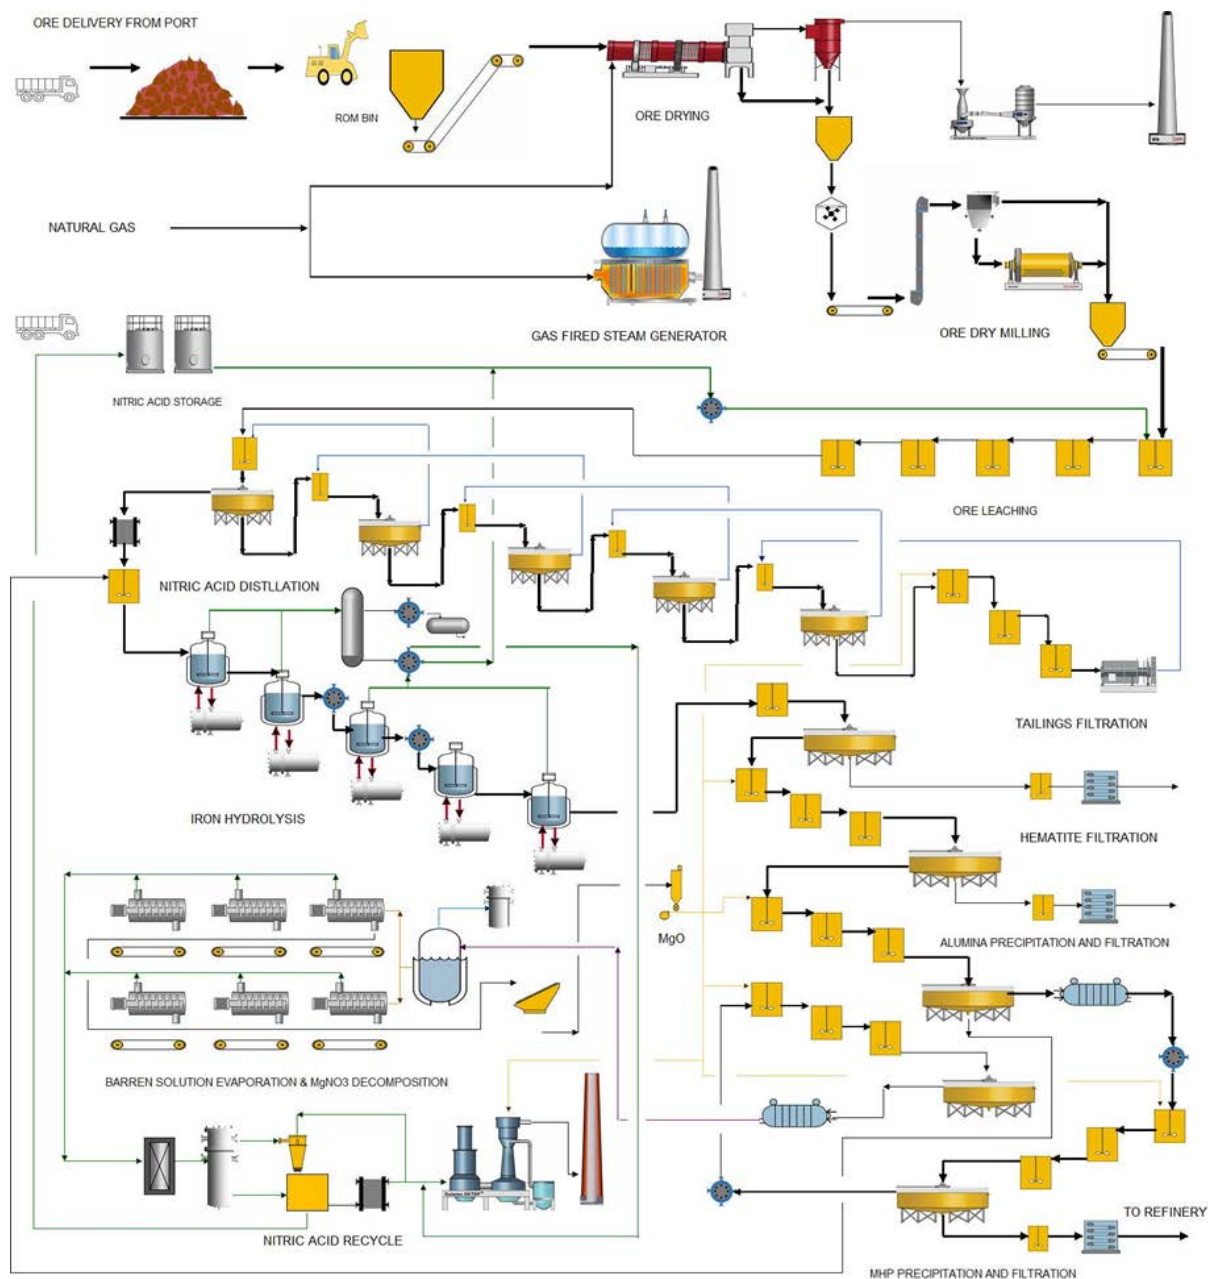 ORE DELIVERY FROM PORT
ROM BIN
ORE DRYING
NATURAL GAS
GAS FIRED STEAM GENERATOR
ORE DRY MILLING
NITRIC ACID STORAGE
ORE LEACHING
NITRIC ACID DISTLLATION
TAILINGS FILTRATION
IRON HYDROLYSIS
HEMATITE FILTRATION
MgO
ALUMINA PRECIPITATION AND FILTRATION
BARREN SOLUTION EVAPORATION & MgNO3 DECOMPOSITION
TO REFINERY
NITRIC ACID RECYCLE
MHP PRECIPITATION AND FILTRATION